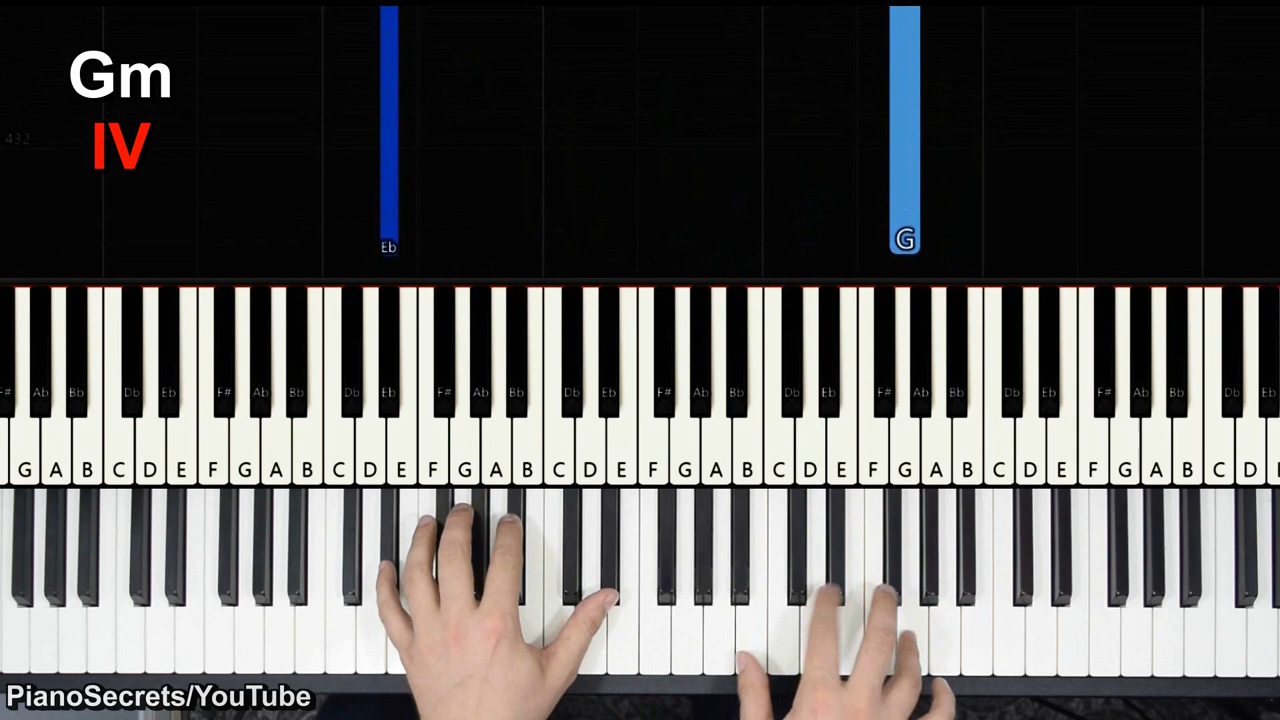 Gm
IV
432
Eb G
F# Ab Bb Db Eb F# Ab Bb Db Eb F# Ab Bb Db Eb F# Ab Bb Db Eb F# Ab Bb Db Eb F# Ab Bb Db Eb
G A B C D E F G A B C D E F G A B C D E F G A B C D E F G A B C D E F G A B C D
PianoSecrets/YouTube